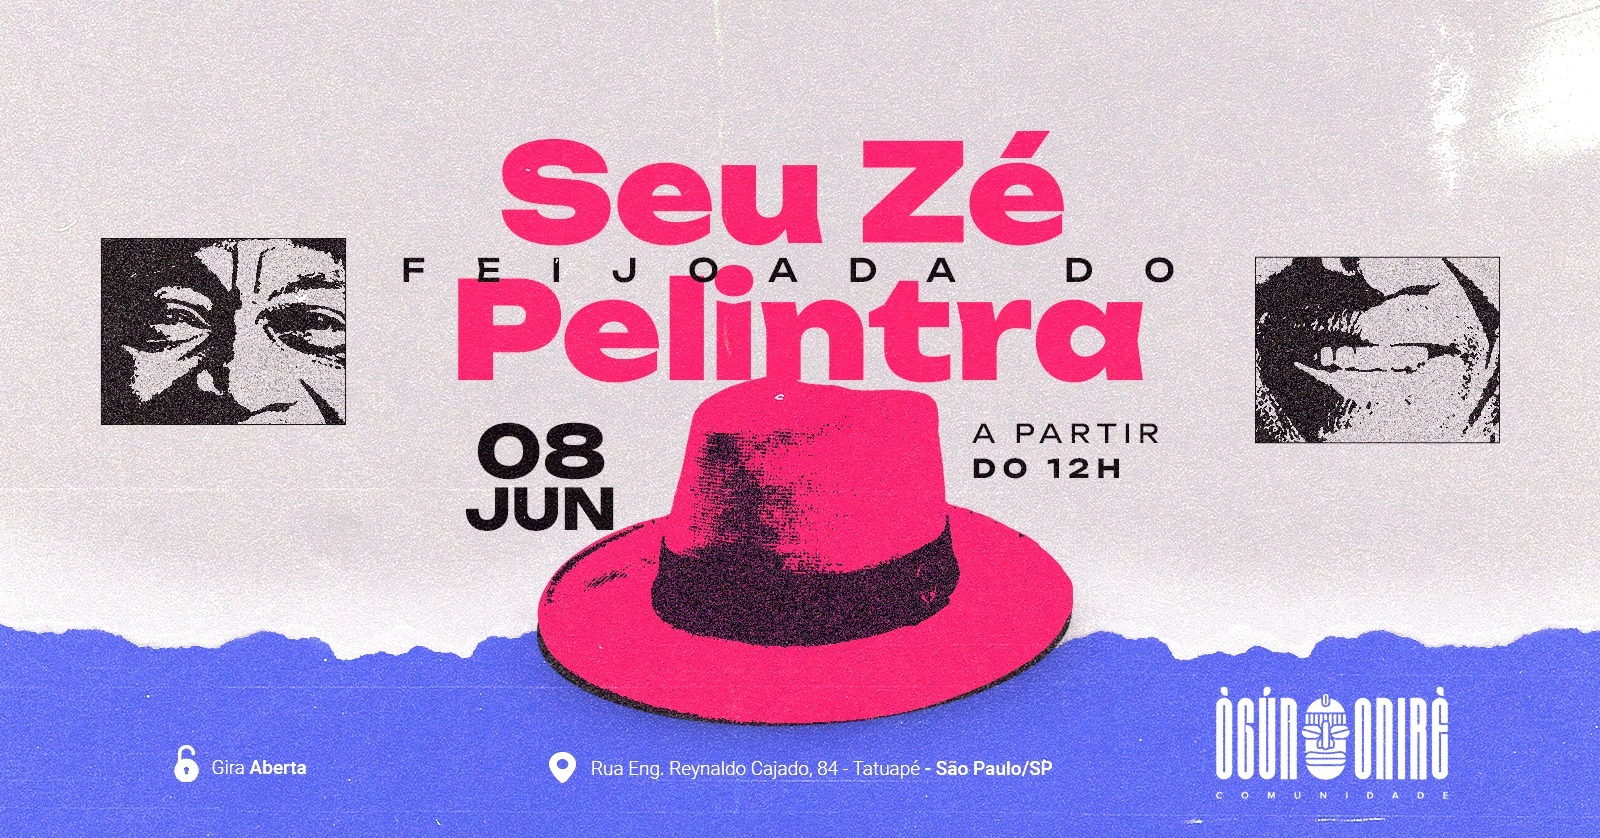 Seu Zé
FEIJOADA DO
Pelintra
08
JUN
A PARTIR
DO 12H
Gira Aberta
Rua Eng. Reynaldo Cajado, 84 - Tatuapé - São Paulo/SP
ÒGÚN ONIRÈ
COMUNIDADE